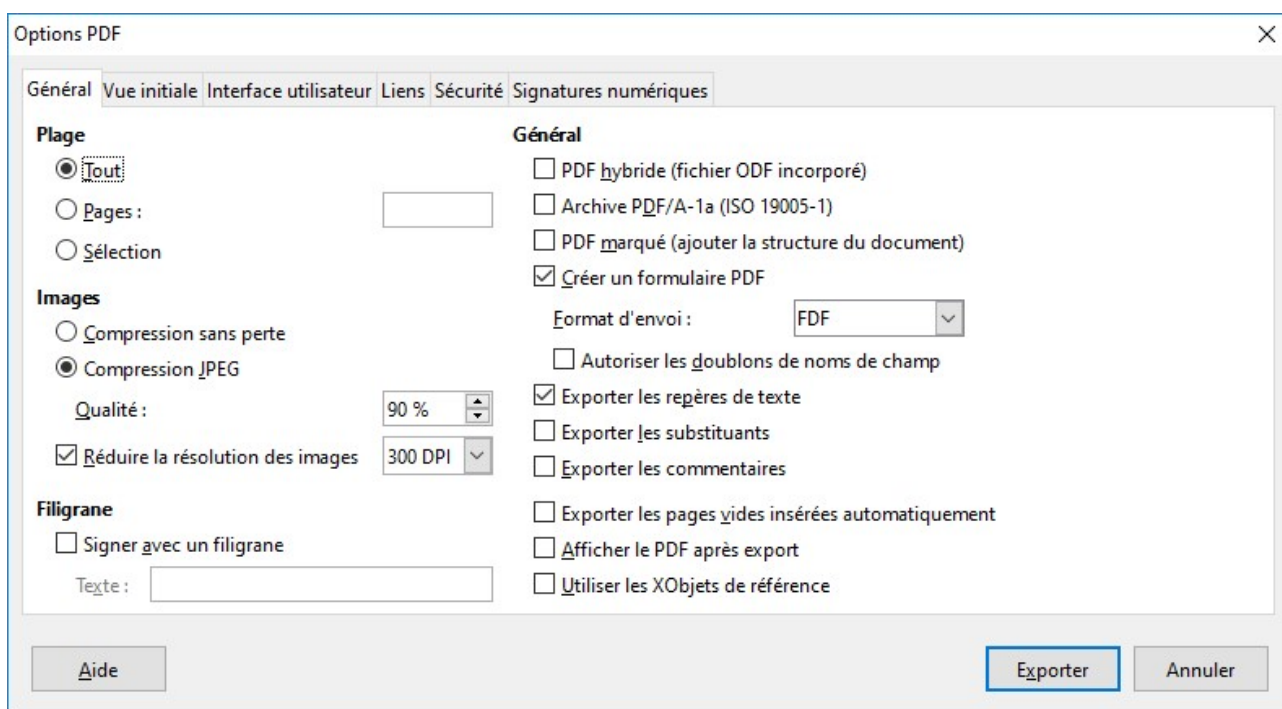 Options PDF
Général Vue initiale Interface utilisateur Liens Sécurité Signatures numériques
Plage
Tout
Pages :
Sélection
Images
Compression sans perte
Compression JPEG
Qualité : 90 %
Réduire la résolution des images 300 DPI
Filigrane
Signer avec un filigrane
Texte :
Général
PDF hybride (fichier ODF incorporé)
Archive PDF/A-1a (ISO 19005-1)
PDF marqué (ajouter la structure du document)
Créer un formulaire PDF
Format d'envoi : FDF
Autoriser les doublons de noms de champ
Exporter les repères de texte
Exporter les substituants
Exporter les commentaires
Exporter les pages vides insérées automatiquement
Afficher le PDF après export
Utiliser les XObjets de référence
Aide Exporter Annuler